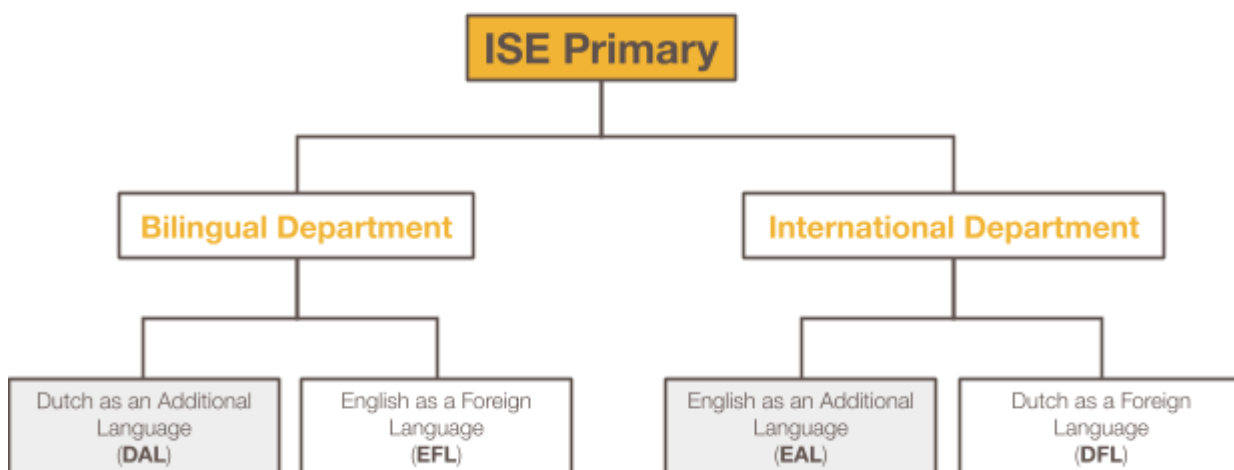 ISE Primary
Bilingual Department
International Department
Dutch as an Additional
Language
(DAL)
English as a Foreign
Language
(EFL)
English as an Additional
Language
(EAL)
Dutch as a Foreign
Language
(DFL)